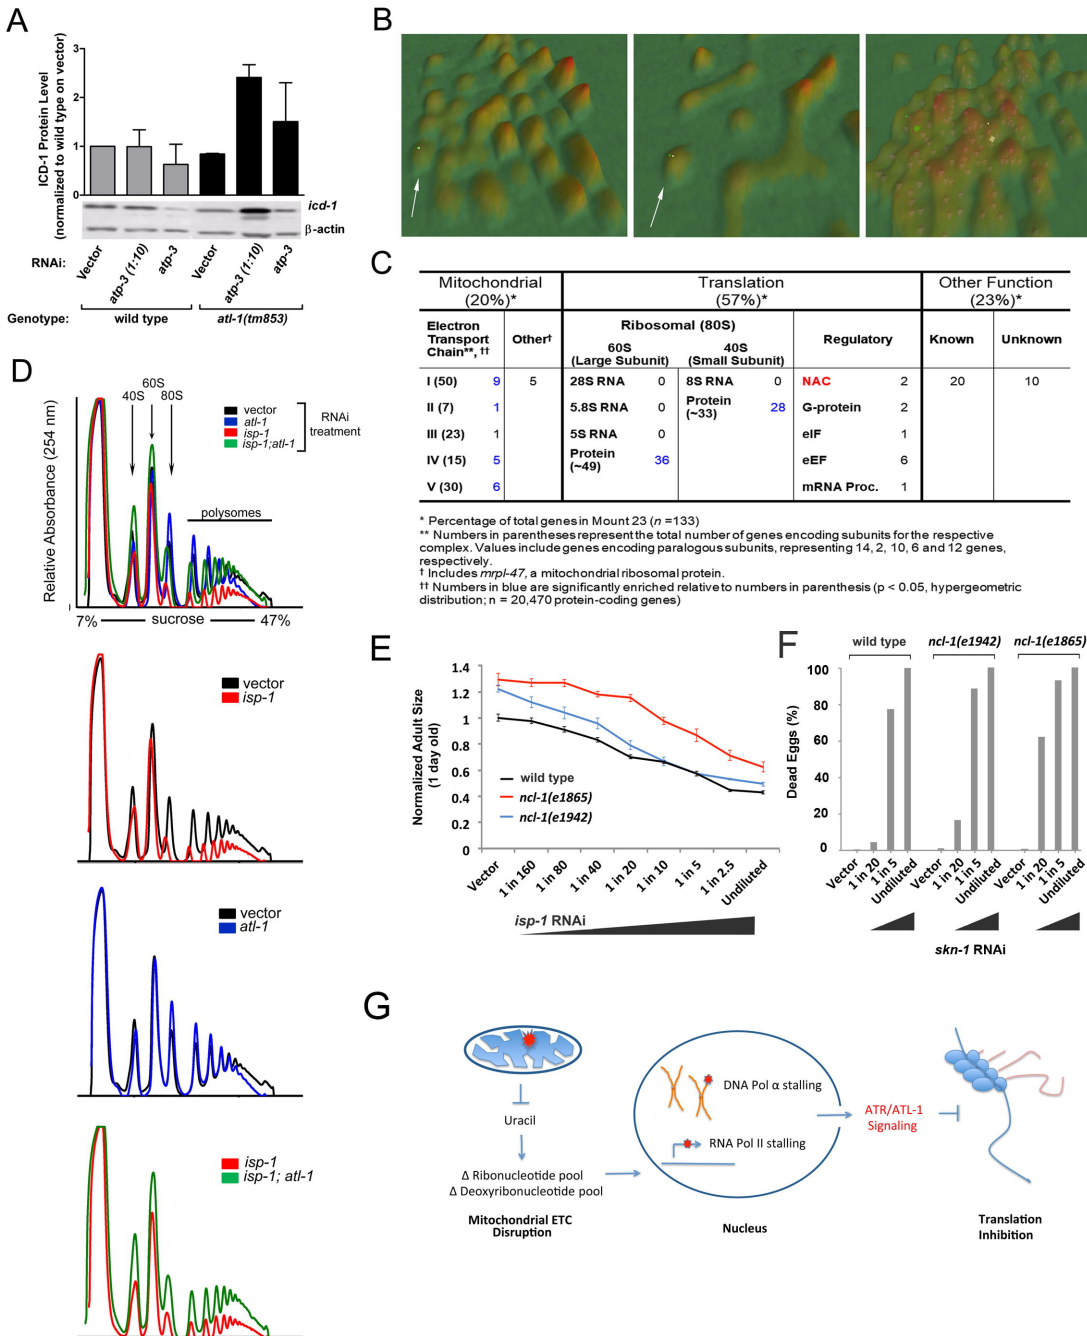 A
ICD-1 Protein Level
(normalized to wild type on vector)
3
2
1
0
icd-1
β-actin
RNAi:
Vector
atp-3 (1:10)
atp-3
Vector
atp-3 (1:10)
atp-3
Genotype:
wild type
atl-1(tm853)
B
C
Mitochondrial
(20%)*
Translation
(57%)*
Other Function
(23%)*
Electron
Transport
Chain**, ††
Other†
Ribosomal (80S)
60S
(Large Subunit)
40S
(Small Subunit)
Regulatory
Known
Unknown
I (50) 9 5 28S RNA 0 8S RNA 0 NAC 2 20 10
II (7) 1 5.8S RNA 0 Protein (~33) 28 G-protein 2
III (23) 1 5S RNA 0 eIF 1
IV (15) 5 Protein (~49) 36 eEF 6
V (30) 6 mRNA Proc. 1
* Percentage of total genes in Mount 23 (n =133)
** Numbers in parentheses represent the total number of genes encoding subunits for the respective
complex. Values include genes encoding paralogous subunits, representing 14, 2, 10, 6 and 12 genes,
respectively.
† Includes mrpl-47, a mitochondrial ribosomal protein.
†† Numbers in blue are significantly enriched relative to numbers in parenthesis (p < 0.05, hypergeometric
distribution; n = 20,470 protein-coding genes)
D
Relative Absorbance (254 nm)
40S
60S
80S
vector
atl-1
isp-1
isp-1;atl-1
RNAi
treatment
polysomes
7%
sucrose
47%
vector
isp-1
vector
atl-1
isp-1
isp-1; atl-1
E
Normalized Adult Size
(1 day old)
1.4
1.2
1
0.8
0.6
0.4
0.2
0
wild type
ncl-1(e1865)
ncl-1(e1942)
Vector
1 in 160
1 in 80
1 in 40
1 in 20
1 in 10
1 in 5
1 in 2.5
Undiluted
isp-1 RNAi
F
wild type
ncl-1(e1942)
ncl-1(e1865)
Dead Eggs (%)
100
80
60
40
20
0
Vector
1 in 20
1 in 5
Undiluted
Vector
1 in 20
1 in 5
Undiluted
Vector
1 in 20
1 in 5
Undiluted
skn-1 RNAi
G
Uracil
Δ Ribonucleotide pool
Δ Deoxyribonucleotide pool
Mitochondrial ETC
Disruption
DNA Pol α stalling
RNA Pol II stalling
Nucleus
ATR/ATL-1
Signaling
Translation
Inhibition